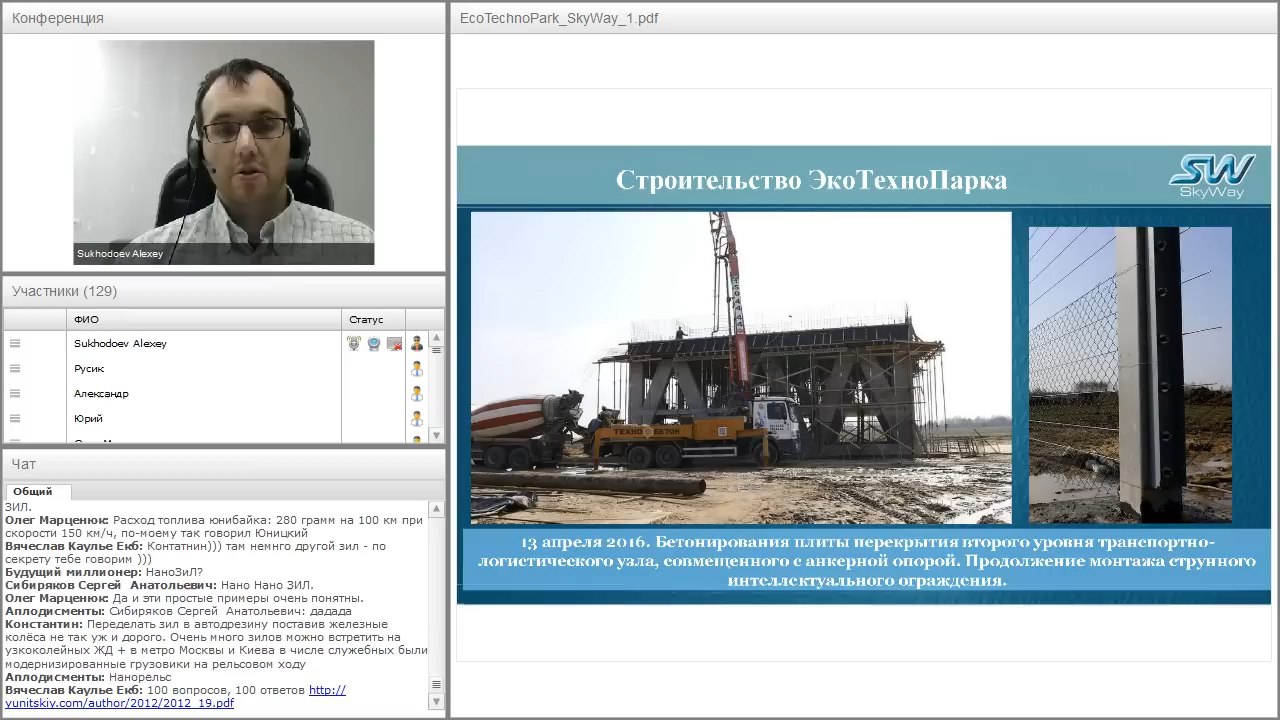 Конференция
Sukhodoev Alexey
Участники (129)
ФИО
Статус
Sukhodoev Alexey
Русик
Александр
Юрий
Чат
Общий
ЗИЛ.
Олег Марценюк: Расход топлива юнибайка: 280 грамм на 100 км при
скорости 150 км/ч, по-моему так говорил Юницкий
Вячеслав Каулье Екб: Контатнин))) там немнго другой зил - по
секрету тебе говорим )))
Будущий миллионер: НаноЗиЛ?
Сибиряков Сергей Анатольевич: Нано Нано ЗИЛ.
Олег Марценюк: Да и эти простые примеры очень понятны.
Аплодисменты: Сибиряков Сергей Анатольевич: дадада
Константин: Переделать зил в автодрезину поставив железные
колёса не так уж и дорого. Очень много зилов можно встретить на
узкоколейных ЖД + в метро Москвы и Киева в числе служебных были
модернизированные грузовики на рельсовом ходу
Аплодисменты: Нанорельс
Вячеслав Каулье Екб: 100 вопросов, 100 ответов http://
yunitskiy.com/author/2012/2012_19.pdf
EcoTechnoPark_SkyWay_1.pdf
Строительство ЭкоТехноПарка
SW
SkyWay
ТЕХНО БЕТОН
13 апреля 2016. Бетонирования плиты перекрытия второго уровня транспортно-
логистического узла, совмещенного с анкерной опорой. Продолжение монтажа струнного
интеллектуального ограждения.